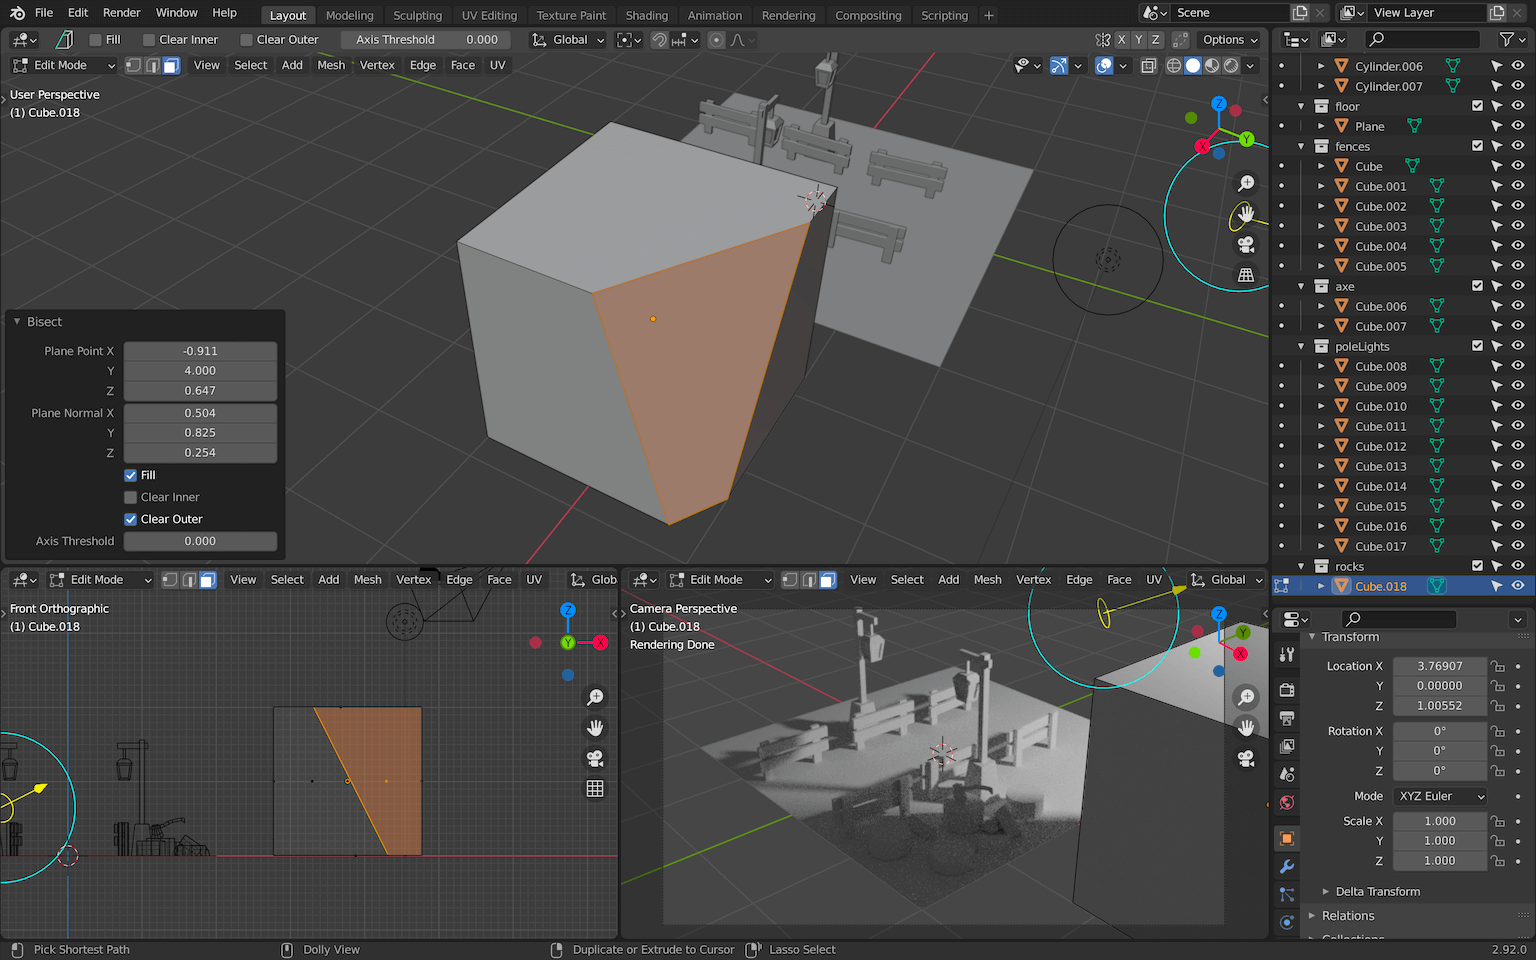 File Edit Render Window Help Layout Modeling Sculpting UV Editing Texture Paint Shading Animation Rendering Compositing Scripting + Scene View Layer
Fill Clear Inner Clear Outer Axis Threshold 0.000 Global X Y Z Options
Edit Mode View Select Add Mesh Vertex Edge Face UV
User Perspective
(1) Cube.018
Z
Y
X
Bisect
Plane Point X -0.911
Y 4.000
Z 0.647
Plane Normal X 0.504
Y 0.825
Z 0.254
Fill
Clear Inner
Clear Outer
Axis Threshold 0.000
Cylinder.006
Cylinder.007
floor
Plane
fences
Cube
Cube.001
Cube.002
Cube.003
Cube.004
Cube.005
axe
Cube.006
Cube.007
poleLights
Cube.008
Cube.009
Cube.010
Cube.011
Cube.012
Cube.013
Cube.014
Cube.015
Cube.016
Cube.017
rocks
Cube.018
Edit Mode View Select Add Mesh Vertex Edge Face UV Glob
Front Orthographic
(1) Cube.018
Z
Y X
Edit Mode View Select Add Mesh Vertex Edge Face UV Global
Camera Perspective
(1) Cube.018
Rendering Done
Z
Y
X
Transform
Location X 3.76907
Y 0.00000
Z 1.00552
Rotation X 0°
Y 0°
Z 0°
Mode XYZ Euler
Scale X 1.000
Y 1.000
Z 1.000
Delta Transform
Relations
Collections
Pick Shortest Path Dolly View Duplicate or Extrude to Cursor Lasso Select 2.92.0